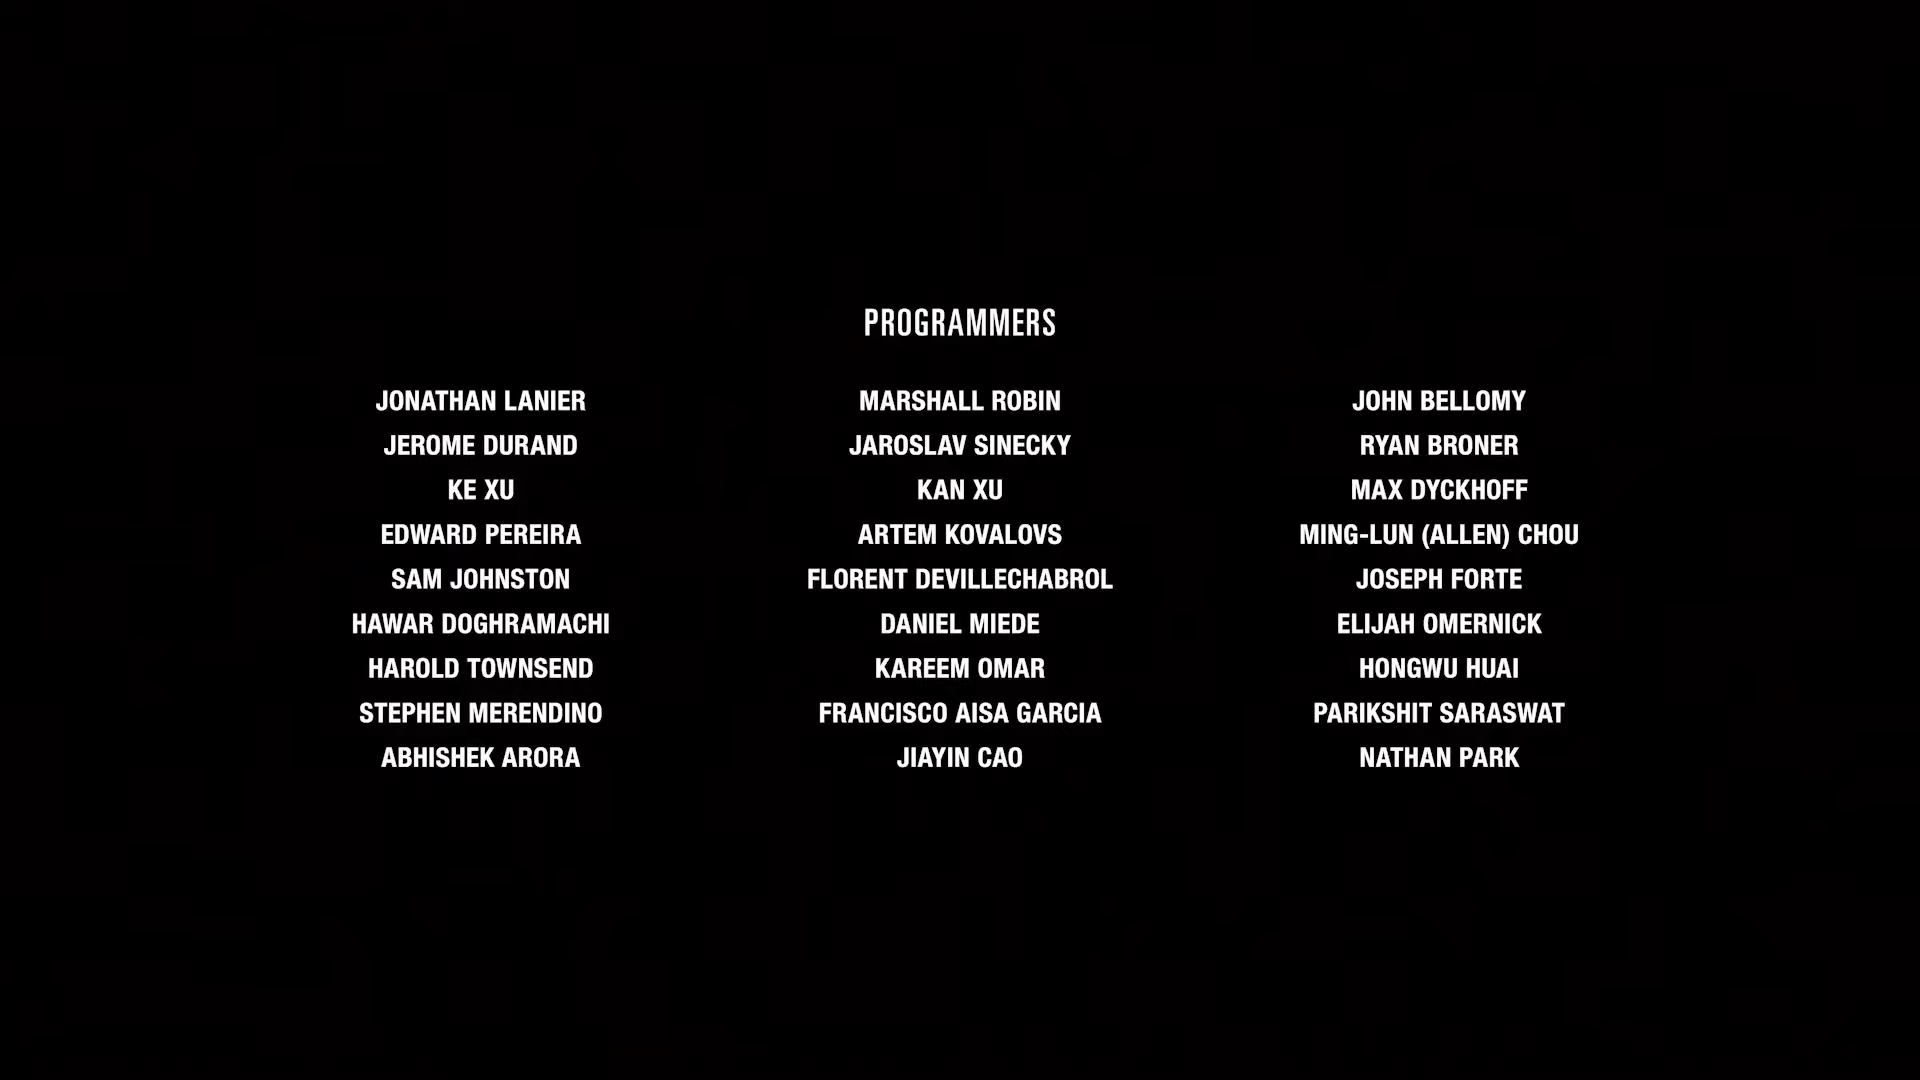 PROGRAMMERS
JONATHAN LANIER MARSHALL ROBIN JOHN BELLOMY
JEROME DURAND JAROSLAV SINECKY RYAN BRONER
KE XU KAN XU MAX DYCKHOFF
EDWARD PEREIRA ARTEM KOVALOVS MING-LUN (ALLEN) CHOU
SAM JOHNSTON FLORENT DEVILLECHABROL JOSEPH FORTE
HAWAR DOGHRAMACHI DANIEL MIEDE ELIJAH OMERNICK
HAROLD TOWNSEND KAREEM OMAR HONGWU HUAI
STEPHEN MERENDINO FRANCISCO AISA GARCIA PARIKSHIT SARASWAT
ABHISHEK ARORA JIAYIN CAO NATHAN PARK